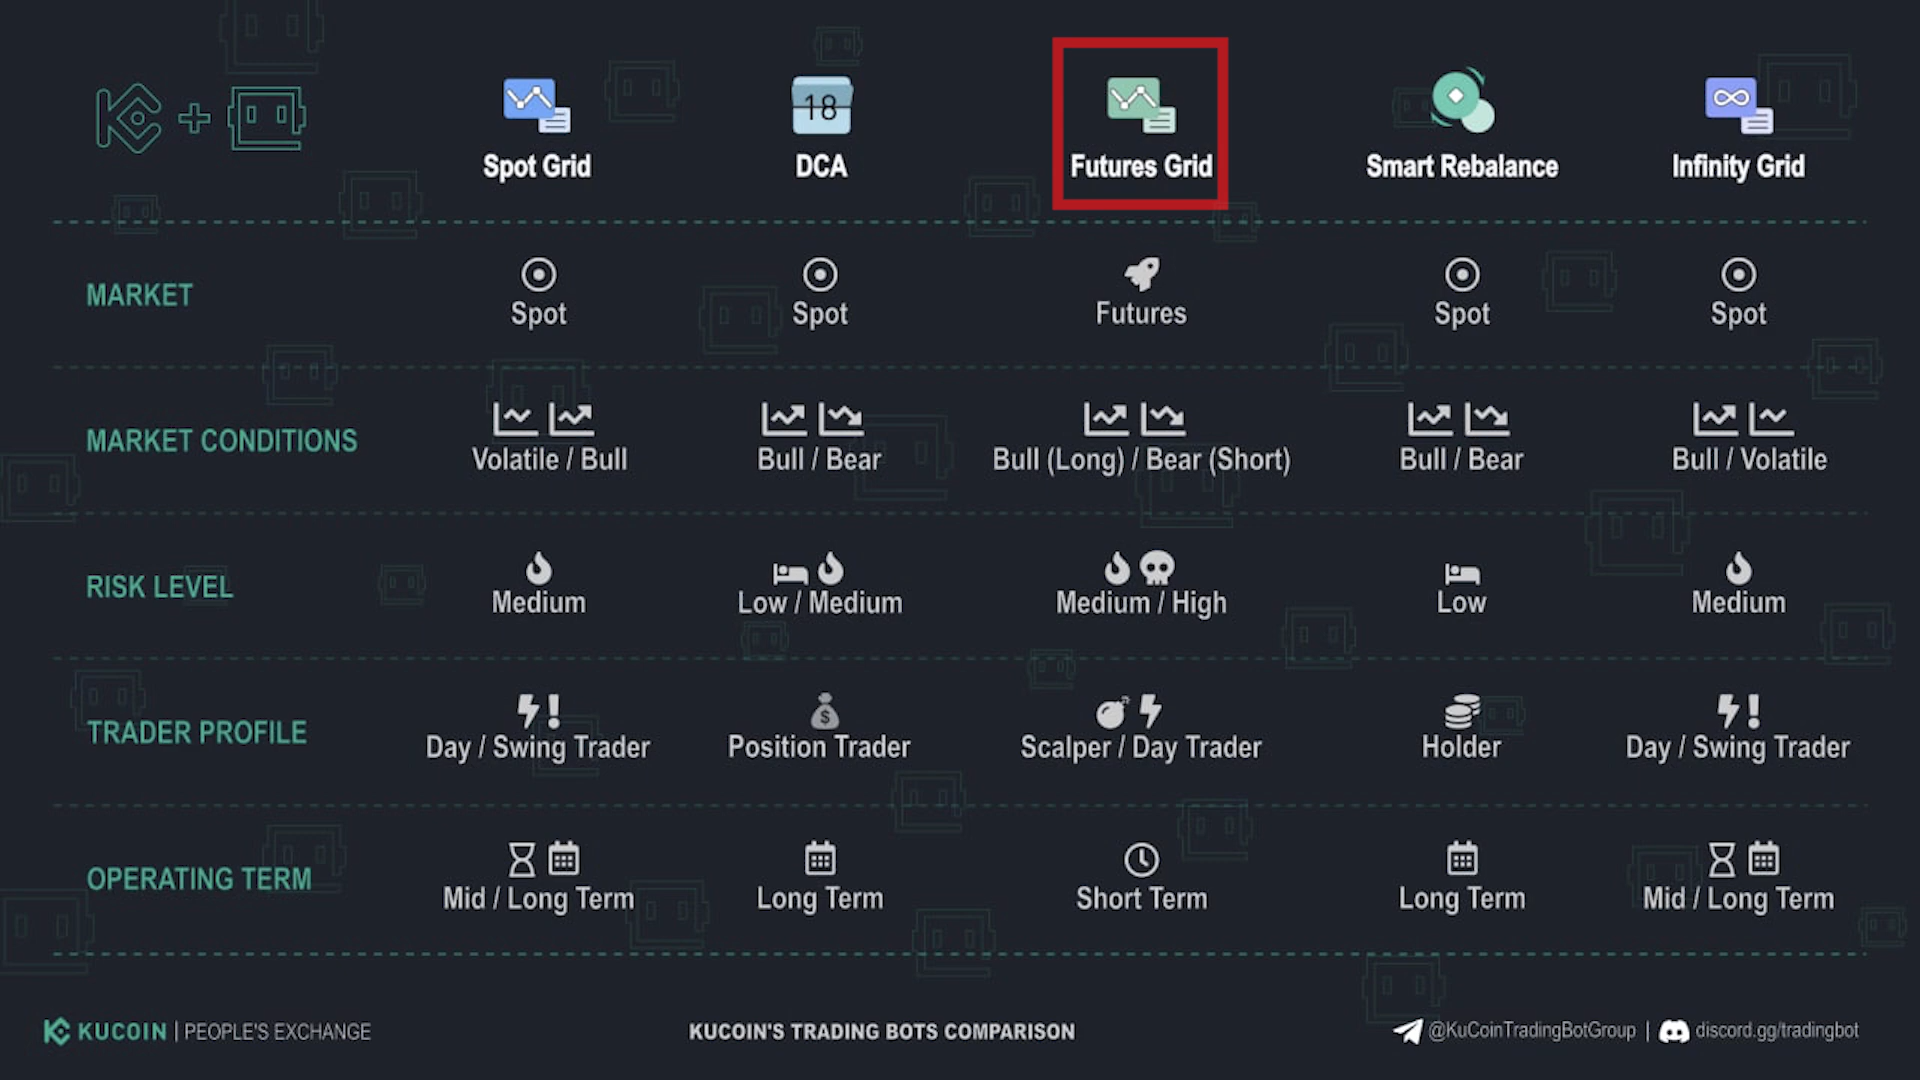 Spot Grid
18
DCA
Futures Grid
Smart Rebalance
Infinity Grid
MARKET
Spot
Spot
Futures
Spot
Spot
MARKET CONDITIONS
Volatile / Bull
Bull / Bear
Bull (Long) / Bear (Short)
Bull / Bear
Bull / Volatile
RISK LEVEL
Medium
Low / Medium
Medium / High
Low
Medium
TRADER PROFILE
Day / Swing Trader
Position Trader
Scalper / Day Trader
Holder
Day / Swing Trader
OPERATING TERM
Mid / Long Term
Long Term
Short Term
Long Term
Mid / Long Term
KUCOIN | PEOPLE'S EXCHANGE
KUCOIN'S TRADING BOTS COMPARISON
@KuCoinTradingBotGroup | discord.gg/tradingbot